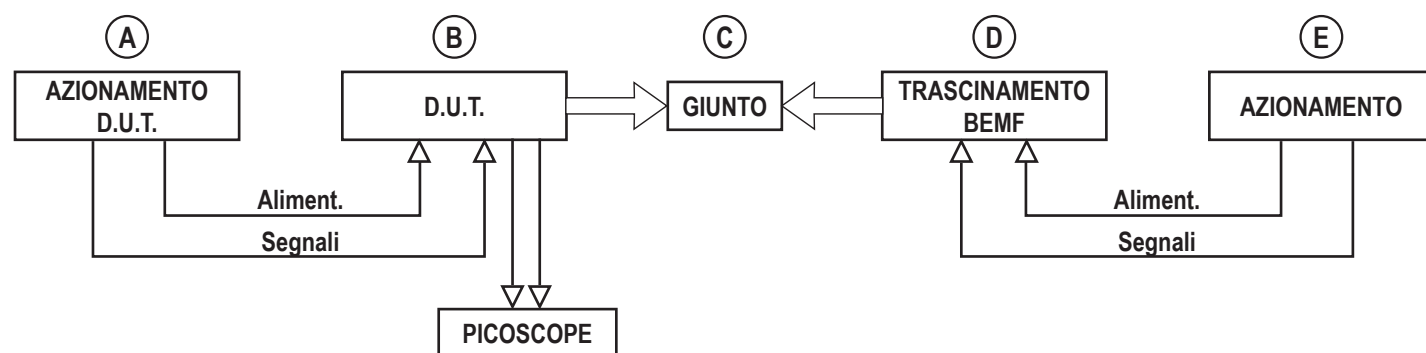 A
B
C
D
E
AZIONAMENTO
D.U.T.
D.U.T.
GIUNTO
TRASCINAMENTO
BEMF
AZIONAMENTO
Aliment.
Segnali
Aliment.
Segnali
PICOSCOPE